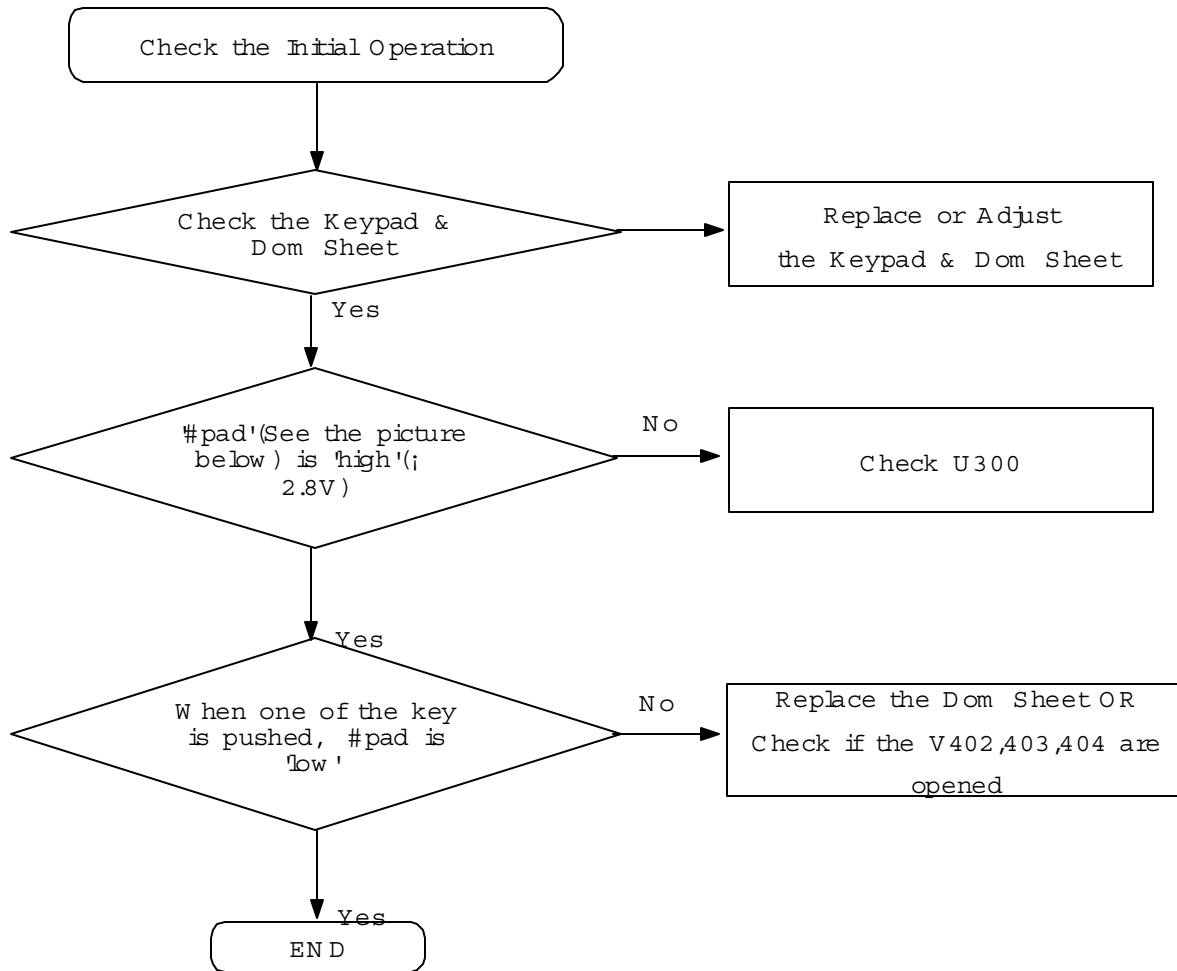 Check the Initial Operation
Check the Keypad &
Dom Sheet
Replace or Adjust
the Keypad & Dom Sheet
Yes
'#pad'(See the picture
below) is 'high'(¡
2.8V)
No
Check U300
Yes
When one of the key
is pushed, #pad is
'low'
No
Replace the Dom Sheet OR
Check if the V402,403,404 are
opened
Yes
END